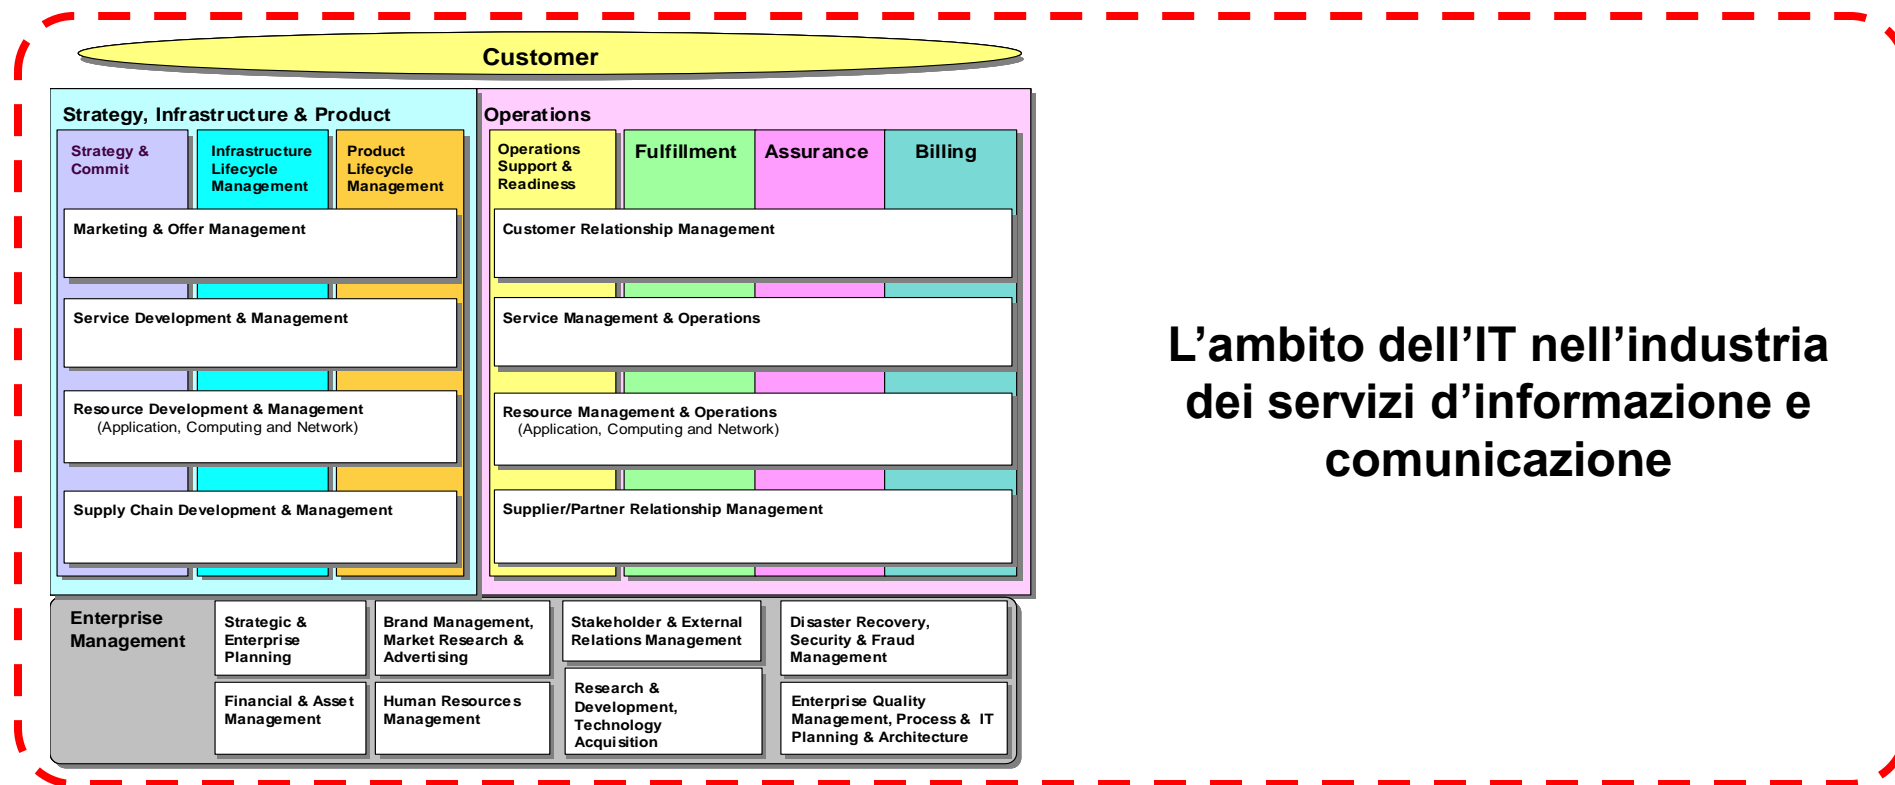 Customer
Strategy, Infrastructure & Product
Strategy &
Commit
Infrastructure
Lifecycle
Management
Product
Lifecycle
Management
Marketing & Offer Management
Service Development & Management
Resource Development & Management
(Application, Computing and Network)
Supply Chain Development & Management
Operations
Operations
Support &
Readiness
Fulfillment
Assurance
Billing
Customer Relationship Management
Service Management & Operations
Resource Management & Operations
(Application, Computing and Network)
Supplier/Partner Relationship Management
Enterprise
Management
Strategic &
Enterprise
Planning
Brand Management,
Market Research &
Advertising
Stakeholder & External
Relations Management
Disaster Recovery,
Security & Fraud
Management
Financial & Asset
Management
Human Resources
Management
Research &
Development,
Technology
Acquisition
Enterprise Quality
Management, Process & IT
Planning & Architecture
L’ambito dell’IT nell’industria
dei servizi d’informazione e
comunicazione